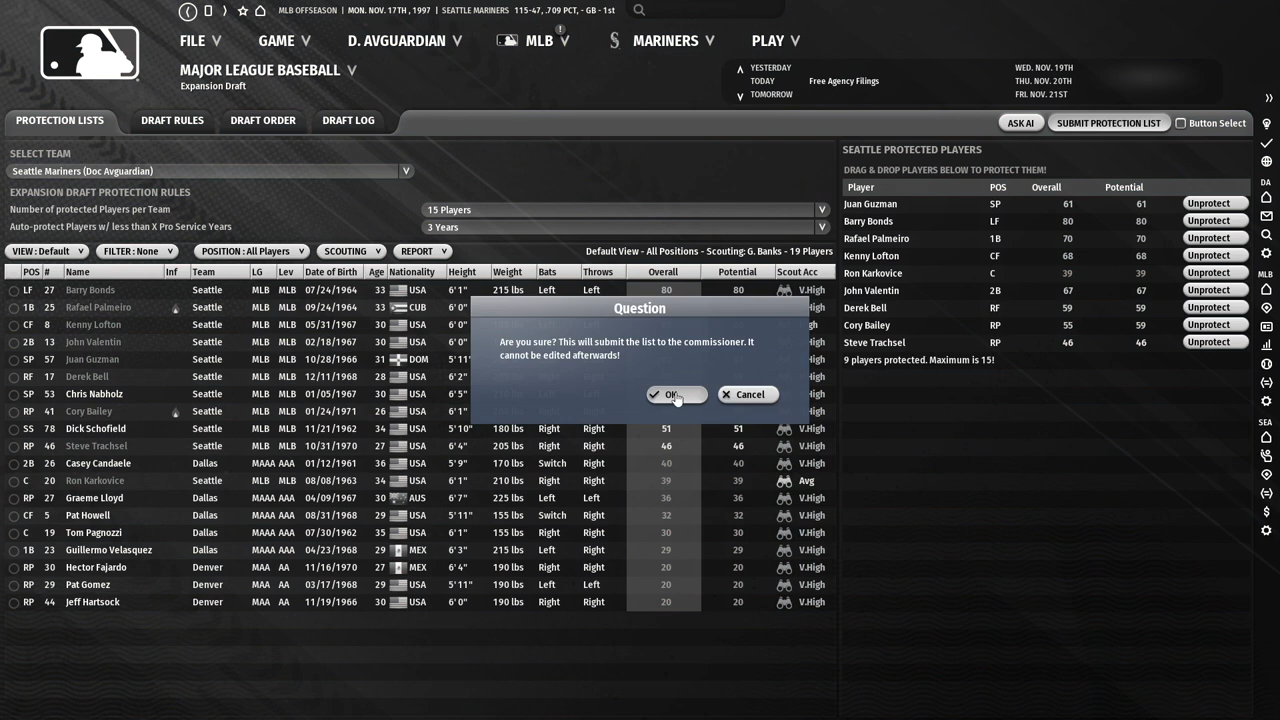 MLB OFFSEASON | MON. NOV. 17TH , 1997 | SEATTLE MARINERS 115-47, .709 PCT, - GB - 1st
FILE GAME D. AVGUARDIAN MLB MARINERS PLAY
MAJOR LEAGUE BASEBALL
Expansion Draft
YESTERDAY WED. NOV. 19TH
TODAY Free Agency Filings THU. NOV. 20TH
TOMORROW FRI. NOV. 21ST
PROTECTION LISTS DRAFT RULES DRAFT ORDER DRAFT LOG ASK AI SUBMIT PROTECTION LIST Button Select
SELECT TEAM
Seattle Mariners (Doc Avguardian)
EXPANSION DRAFT PROTECTION RULES
Number of protected Players per Team 15 Players
Auto-protect Players w/ less than X Pro Service Years 3 Years
VIEW : Default FILTER : None POSITION : All Players SCOUTING REPORT Default View - All Positions - Scouting: G. Banks - 19 Players
POS # Name Inf Team LG Lev Date of Birth Age Nationality Height Weight Bats Throws Overall Potential Scout Acc
LF 27 Barry Bonds Seattle MLB MLB 07/24/1964 33 USA 6'1" 215 lbs Left Left 80 80 V.High
1B 25 Rafael Palmeiro Seattle MLB MLB 09/24/1964 33 CUB 6'0" V.High
CF 8 Kenny Lofton Seattle MLB MLB 05/31/1967 30 USA 6'0" High
2B 13 John Valentin Seattle MLB MLB 02/18/1967 30 USA 6'0" High
SP 57 Juan Guzman Seattle MLB MLB 10/28/1966 31 DOM 5'11" High
RF 17 Derek Bell Seattle MLB MLB 12/11/1968 28 USA 6'2" High
SP 53 Chris Nabholz Seattle MLB MLB 01/05/1967 30 USA 6'5" High
RP 41 Cory Bailey Seattle MLB MLB 01/24/1971 26 USA 6'1" High
SS 78 Dick Schofield Seattle MLB MLB 11/21/1962 34 USA 5'10" 180 lbs Right Right 51 51 V.High
RP 46 Steve Trachsel Seattle MLB MLB 10/31/1970 27 USA 6'4" 205 lbs Right Right 46 46 V.High
2B 26 Casey Candaele Dallas MAAA AAA 01/12/1961 36 USA 5'9" 160 lbs Switch Right 40 40 V.High
C 20 Ron Karkovice Dallas MAAA AAA 08/08/1963 34 USA 6'1" 210 lbs Right Right 39 39 Avg
RP 27 Graeme Lloyd Dallas MAAA AAA 04/09/1967 30 AUS 6'7" 225 lbs Left Left 36 36 V.High
CF 5 Pat Howell Dallas MAAA AAA 08/31/1968 29 USA 5'11" 155 lbs Switch Right 32 32 V.High
C 19 Tom Pagnozzi Dallas MAAA AAA 07/30/1962 35 USA 6'1" 155 lbs Right Right 30 30 V.High
1B 23 Guillermo Velasquez Dallas MAAA AAA 04/23/1968 29 MEX 6'3" 215 lbs Left Right 29 29 V.High
RP 30 Hector Fajardo Denver MAA AA 11/16/1970 27 MEX 6'4" 190 lbs Right Right 20 20 V.High
RP 29 Pat Gomez Denver MAA AA 03/17/1968 29 USA 5'11" 190 lbs Left Left 20 20 V.High
RP 44 Jeff Hartsock Denver MAA AA 11/19/1966 30 USA 6'0" 190 lbs Right Right 20 20 V.High
Question
Are you sure? This will submit the list to the commissioner. It
cannot be edited afterwards!
OK Cancel
SEATTLE PROTECTED PLAYERS
DRAG & DROP PLAYERS BELOW TO PROTECT THEM!
Player POS Overall Potential
Juan Guzman SP 61 61 Unprotect
Barry Bonds LF 80 80 Unprotect
Rafael Palmeiro 1B 70 70 Unprotect
Kenny Lofton CF 68 68 Unprotect
Ron Karkovice C 39 39 Unprotect
John Valentin 2B 67 67 Unprotect
Derek Bell RF 59 59 Unprotect
Cory Bailey RP 55 59 Unprotect
Steve Trachsel RP 46 46 Unprotect
9 players protected. Maximum is 15!
DA
MLB
SEA